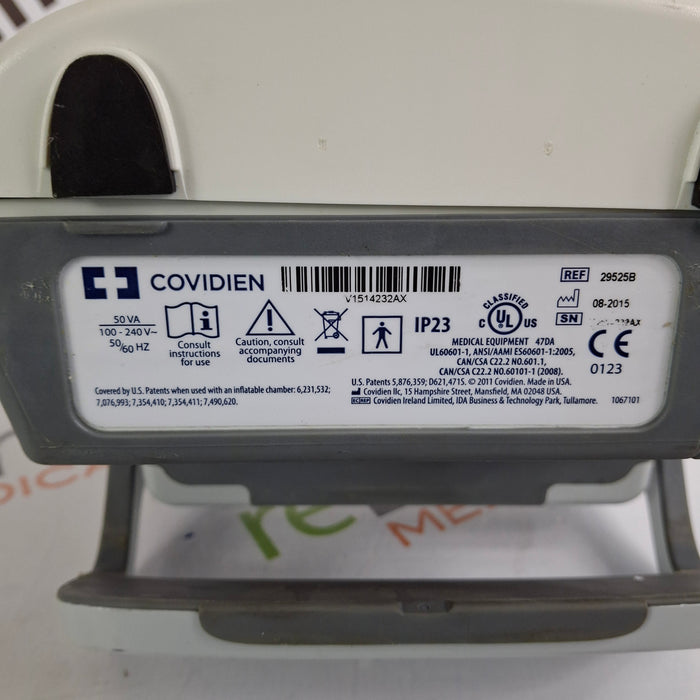 COVIDIEN
V1514232AX
REF 29525B
08-2015
SN
50 VA
100 - 240 V~
50/60 HZ
Consult instructions for use
Caution, consult accompanying documents
IP23
CLASSIFIED
C UL US
MEDICAL EQUIPMENT 47DA
UL60601-1, ANSI/AAMI ES60601-1:2005,
CAN/CSA C22.2 NO.601.1,
CAN/CSA C22.2 NO.60101-1 (2008).
CE
0123
Covered by U.S. Patents when used with an inflatable chamber: 6,231,532;
7,076,993; 7,354,410; 7,354,411; 7,490,620.
U.S. Patents 5,876,359; D621,4715. © 2011 Covidien. Made in USA.
Covidien llc, 15 Hampshire Street, Mansfield, MA 02048 USA.
EC REP Covidien Ireland Limited, IDA Business & Technology Park, Tullamore.
1067101
re
MED